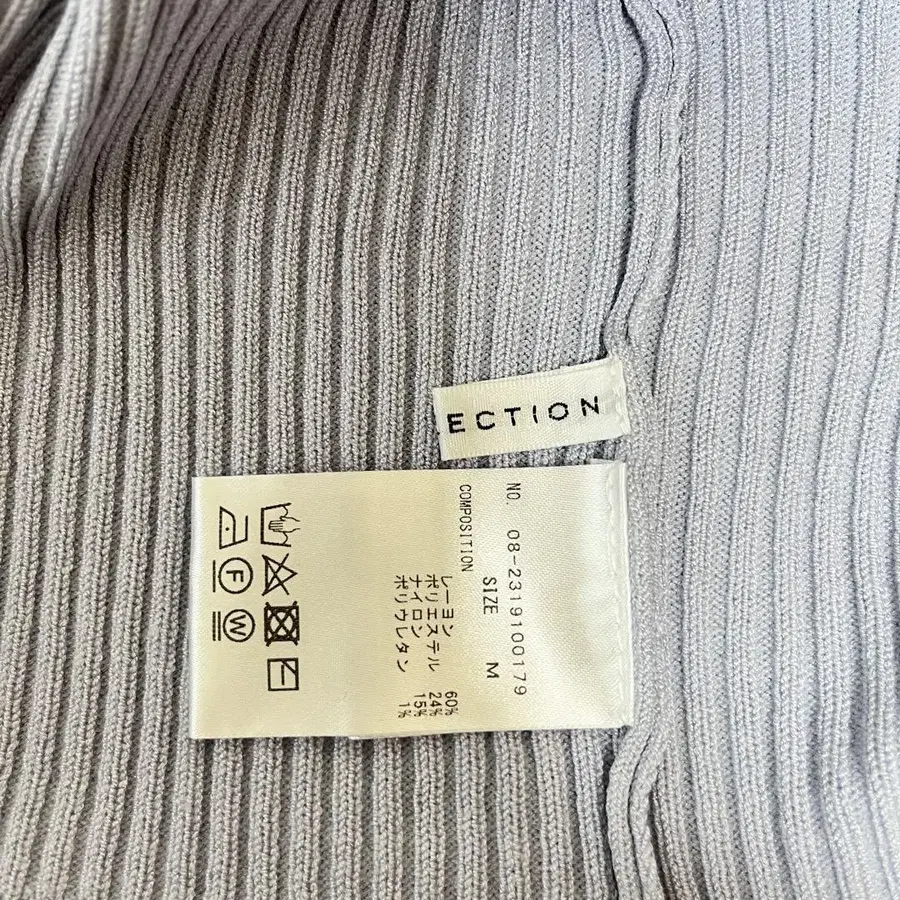 ECTION
NO. 08-2319100179
SIZE M
COMPOSITION
レーヨン 60%
ポリエステル 24%
ナイロン 15%
ポリウレタン 1%
F
W